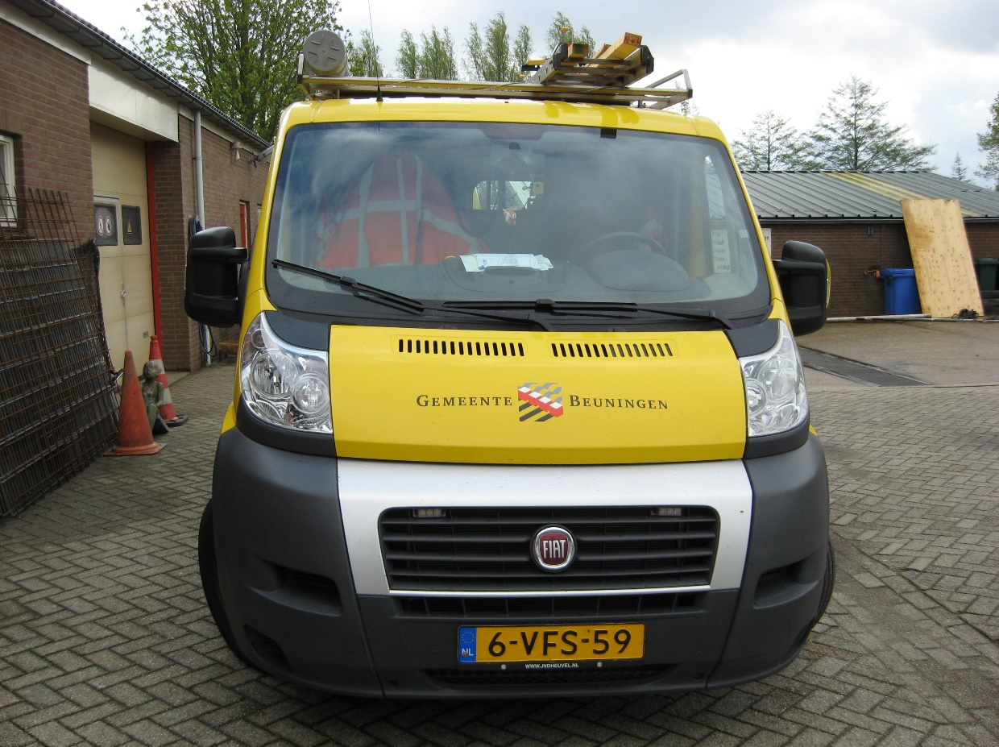 GEMEENTE BEUNINGEN
FIAT
NL 6-VFS-59
WWW.JVDHEUVEL.NL